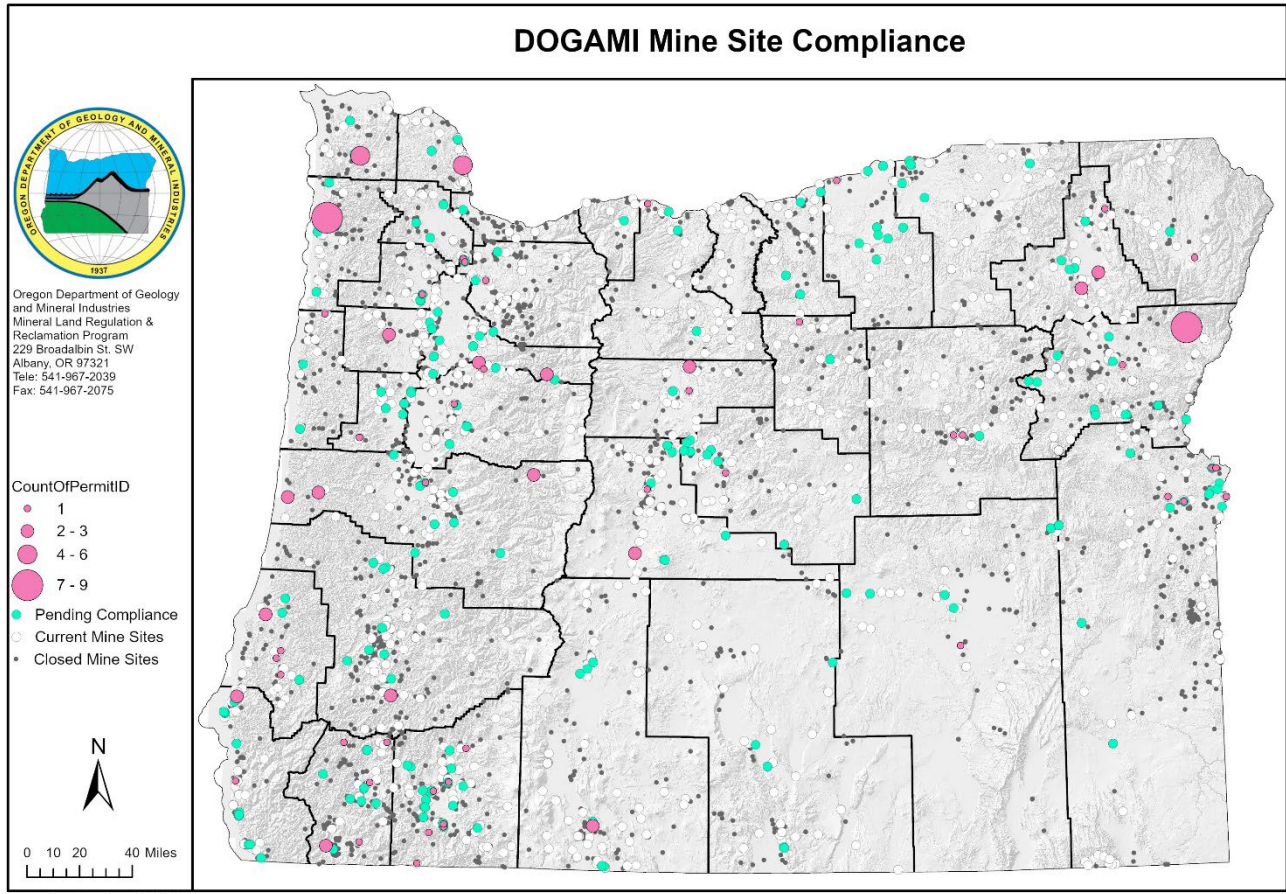 DOGAMI Mine Site Compliance
OREGON DEPARTMENT OF GEOLOGY AND MINERAL INDUSTRIES
1937
Oregon Department of Geology
and Mineral Industries
Mineral Land Regulation &
Reclamation Program
229 Broadalbin St. SW
Albany, OR 97321
Tele: 541-967-2039
Fax: 541-967-2075
CountOfPermitID
1
2 - 3
4 - 6
7 - 9
Pending Compliance
Current Mine Sites
Closed Mine Sites
N
0 10 20 40 Miles